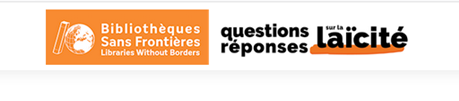 Bibliothèques
Sans Frontières
Libraries Without Borders
questions
réponses
sur la
laïcité